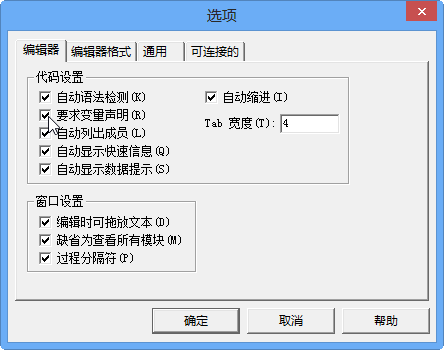 选项
编辑器 编辑器格式 通用 可连接的
代码设置
自动语法检测(K) 自动缩进(I)
要求变量声明(R) Tab 宽度(T): 4
自动列出成员(L)
自动显示快速信息(Q)
自动显示数据提示(S)
窗口设置
编辑时可拖放文本(D)
缺省为查看所有模块(M)
过程分隔符(P)
确定 取消 帮助